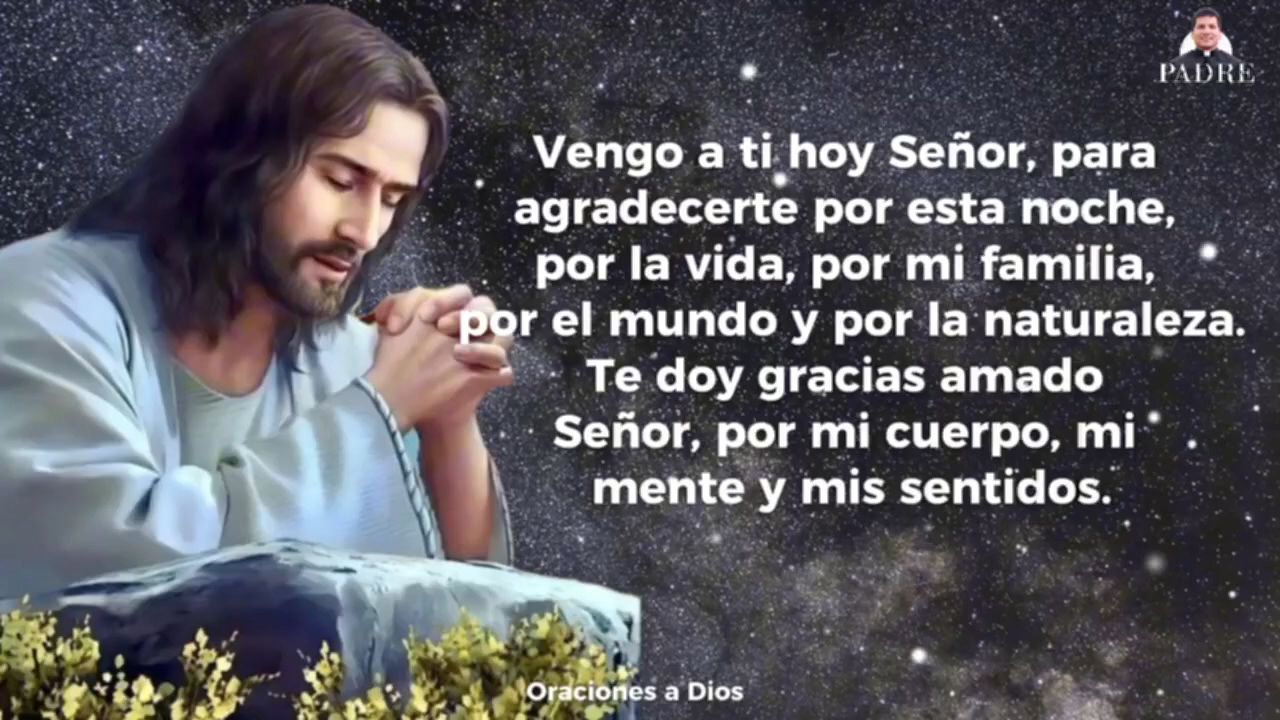 PADRE
Vengo a ti hoy Señor, para
agradecerte por esta noche,
por la vida, por mi familia,
por el mundo y por la naturaleza.
Te doy gracias amado
Señor, por mi cuerpo, mi
mente y mis sentidos.
Oraciones a Dios